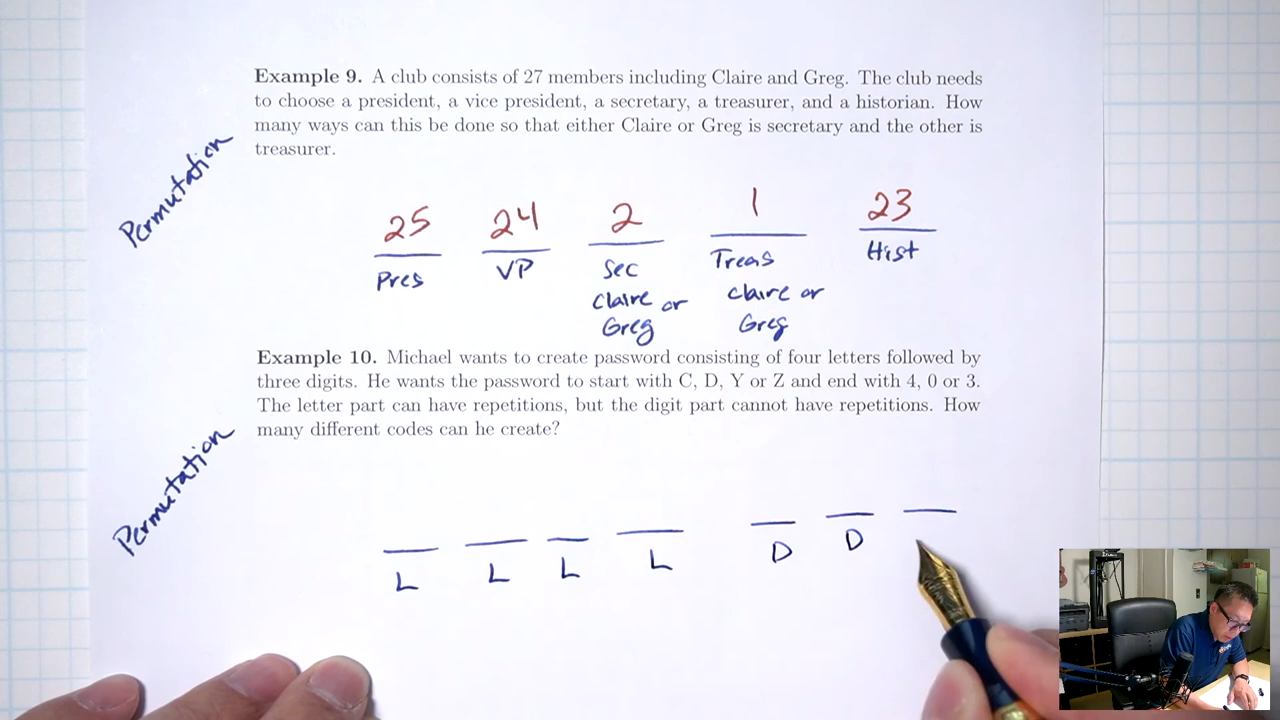 Example 9. A club consists of 27 members including Claire and Greg. The club needs
to choose a president, a vice president, a secretary, a treasurer, and a historian. How
many ways can this be done so that either Claire or Greg is secretary and the other is
treasurer.
Permutation
25 24 2 1 23
Pres VP Sec Treas Hist
Claire or Greg
Claire or Greg
Example 10. Michael wants to create password consisting of four letters followed by
three digits. He wants the password to start with C, D, Y or Z and end with 4, 0 or 3.
The letter part can have repetitions, but the digit part cannot have repetitions. How
many different codes can he create?
Permutation
L L L L D D